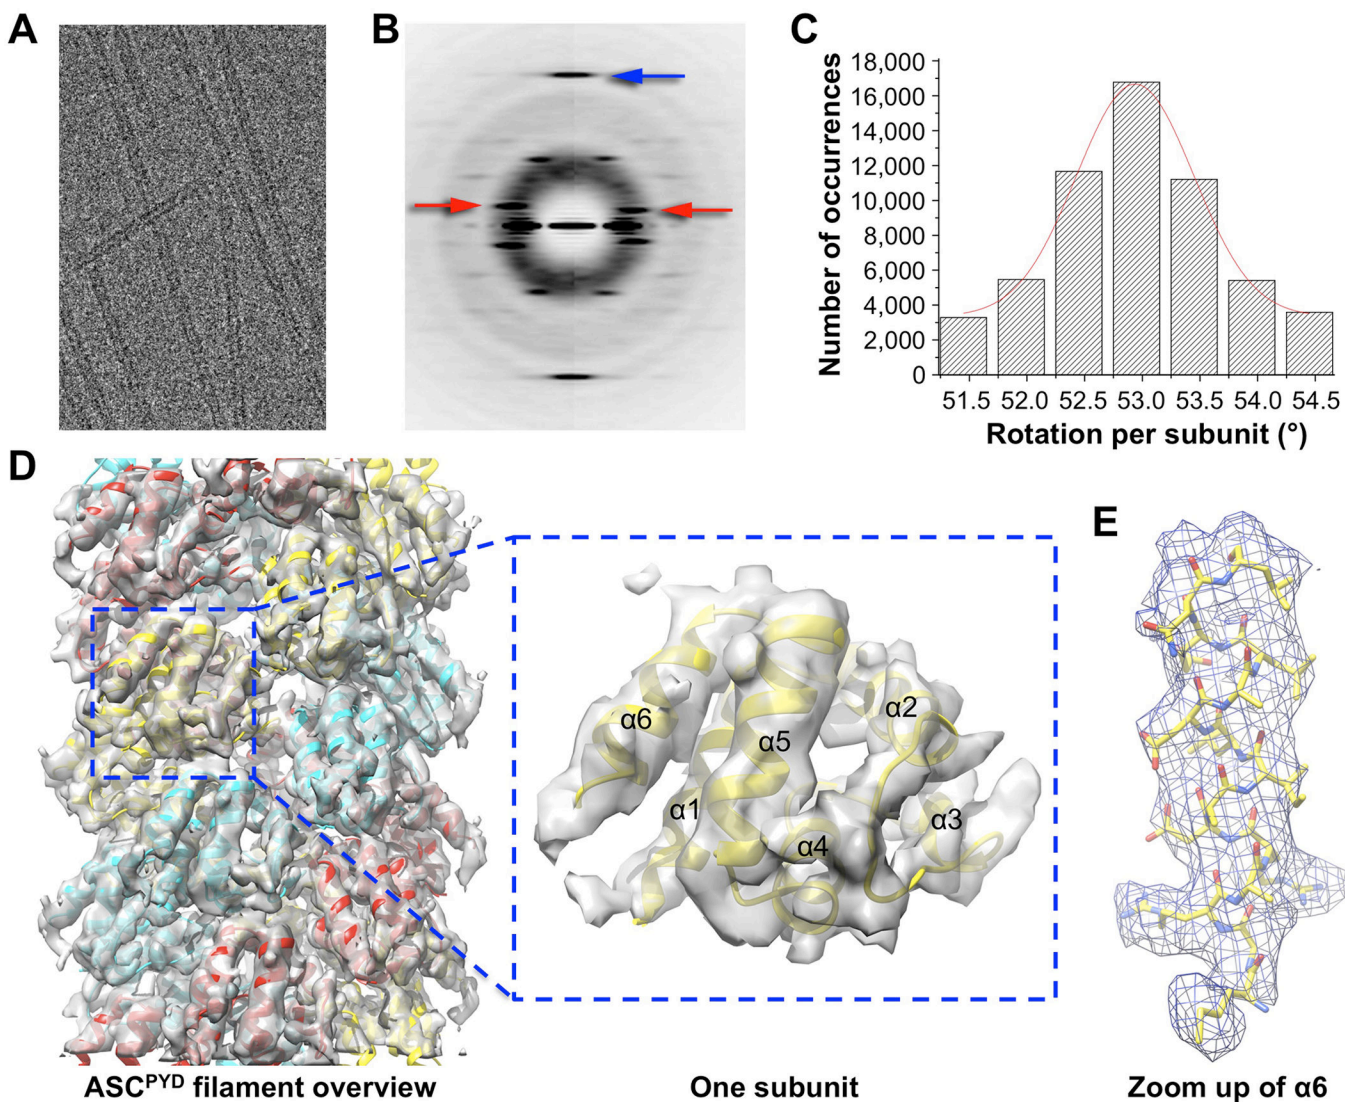 A
B
C
Number of occurrences
18,000
16,000
14,000
12,000
10,000
8,000
6,000
4,000
2,000
0
51.5 52.0 52.5 53.0 53.5 54.0 54.5
Rotation per subunit (°)
D
E
α6
α5
α2
α1
α4
α3
ASCPYD filament overview
One subunit
Zoom up of α6